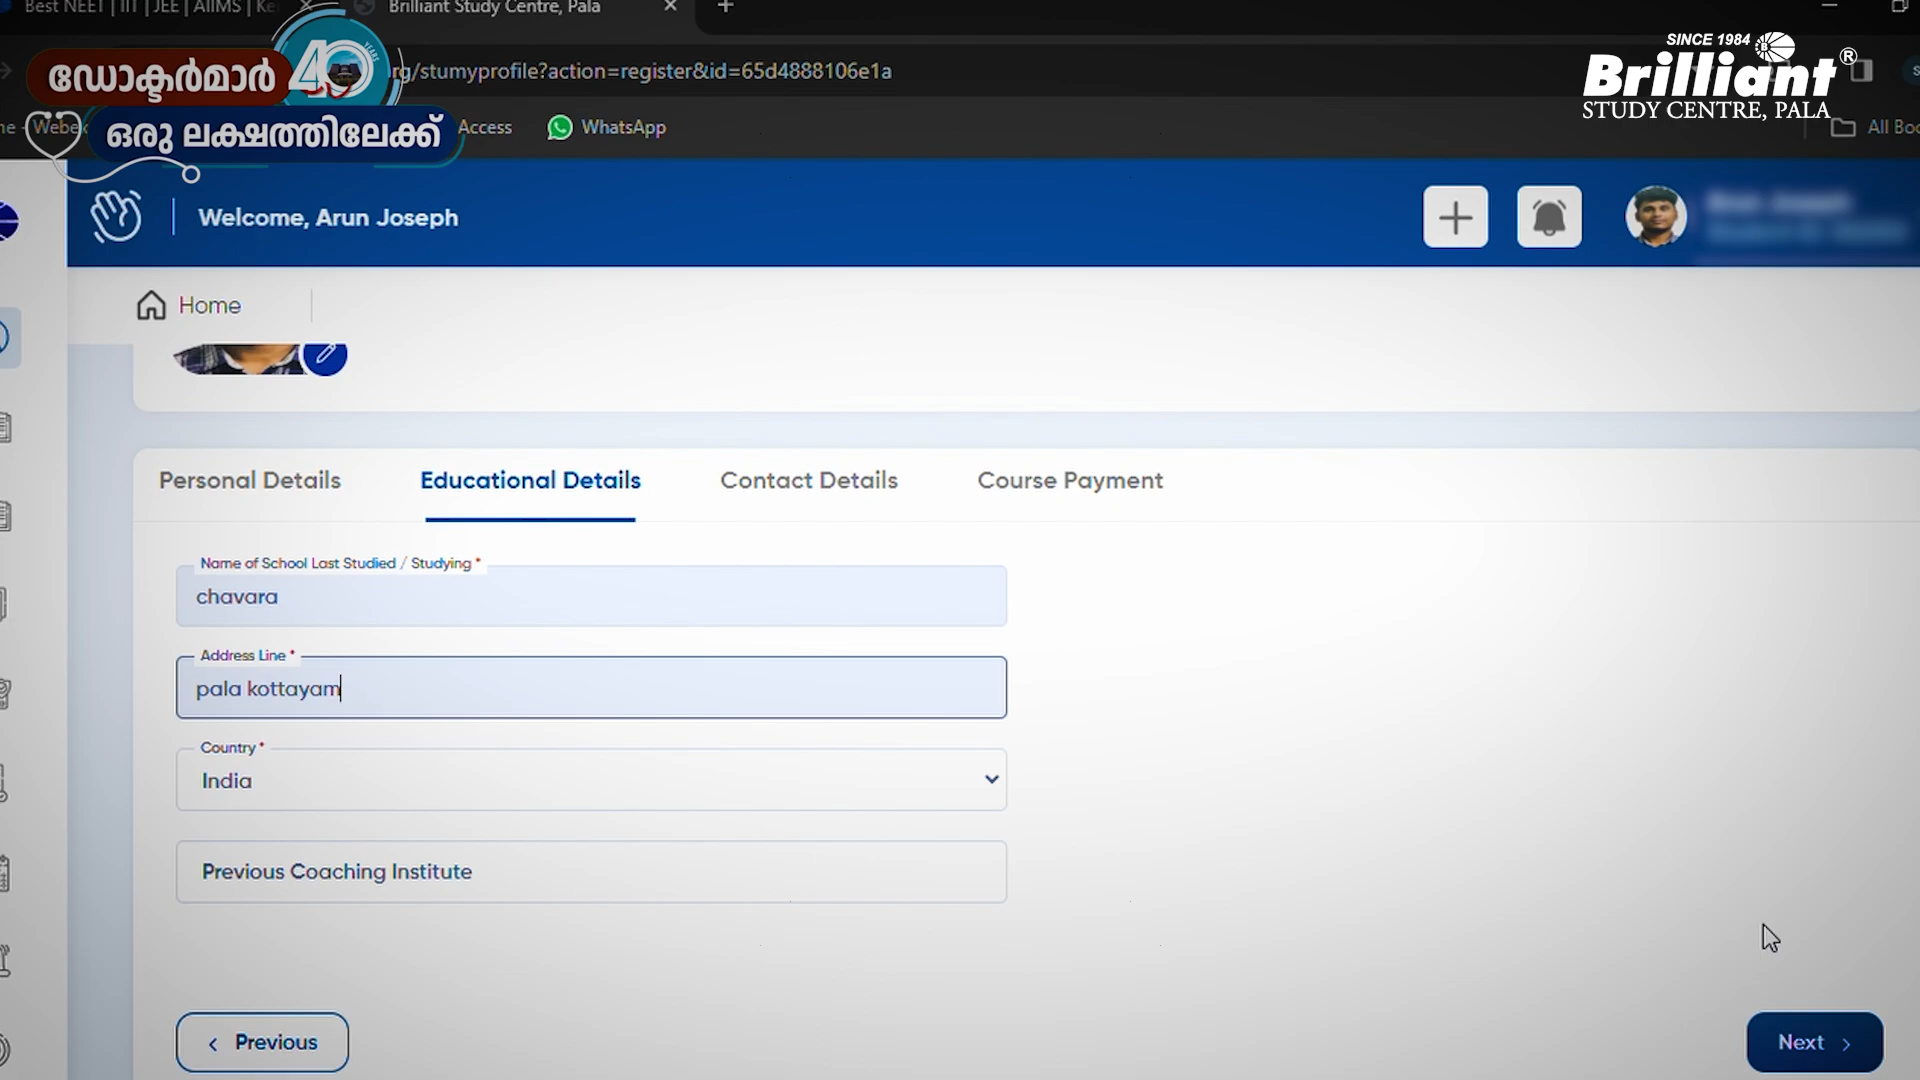 Best NEET | IIT | JEE | AIIMS | Ke
Brilliant Study Centre, Pala
rg/stumyprofile?action=register&id=65d4888106e1a
ഡോക്ടർമാർ 40 YEARS
ഒരു ലക്ഷത്തിലേക്ക്
Access
WhatsApp
All Boo
SINCE 1984
Brilliant ®
STUDY CENTRE, PALA
Welcome, Arun Joseph
Home
Personal Details
Educational Details
Contact Details
Course Payment
Name of School Last Studied / Studying *
chavara
Address Line *
pala kottayam
Country *
India
Previous Coaching Institute
Previous
Next